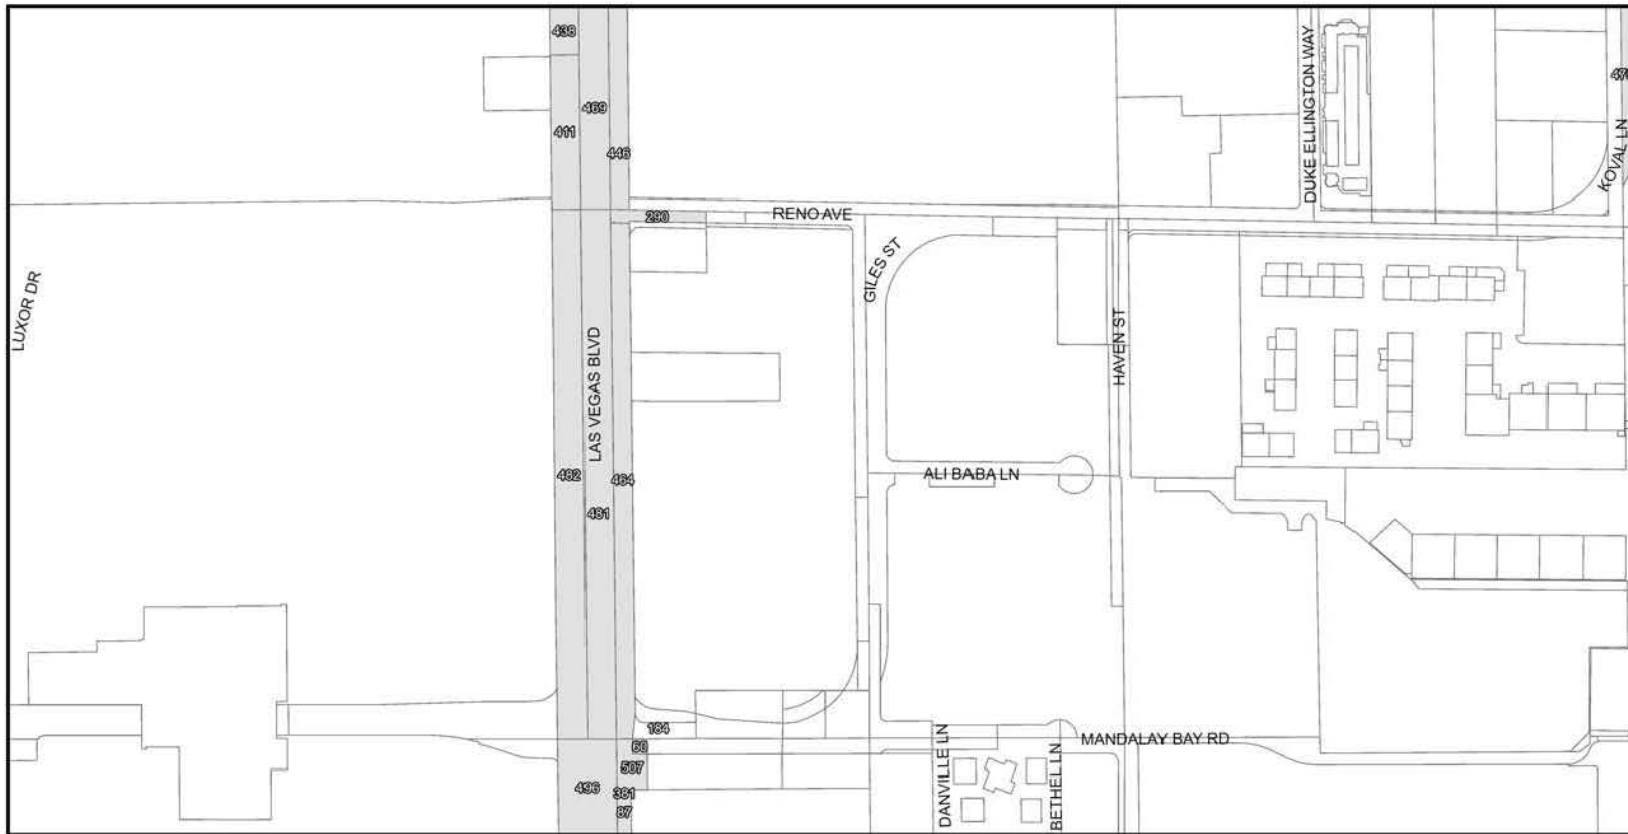 438
DUKE ELLINGTON WAY
469
411
446
KOVAL LN
290
RENO AVE
GILES ST
LUXOR DR
HAVEN ST
LAS VEGAS BLVD
482
464
ALI BABA LN
481
184
60
MANDALAY BAY RD
DANVILLE LN
BETHEL LN
507
496
381
87